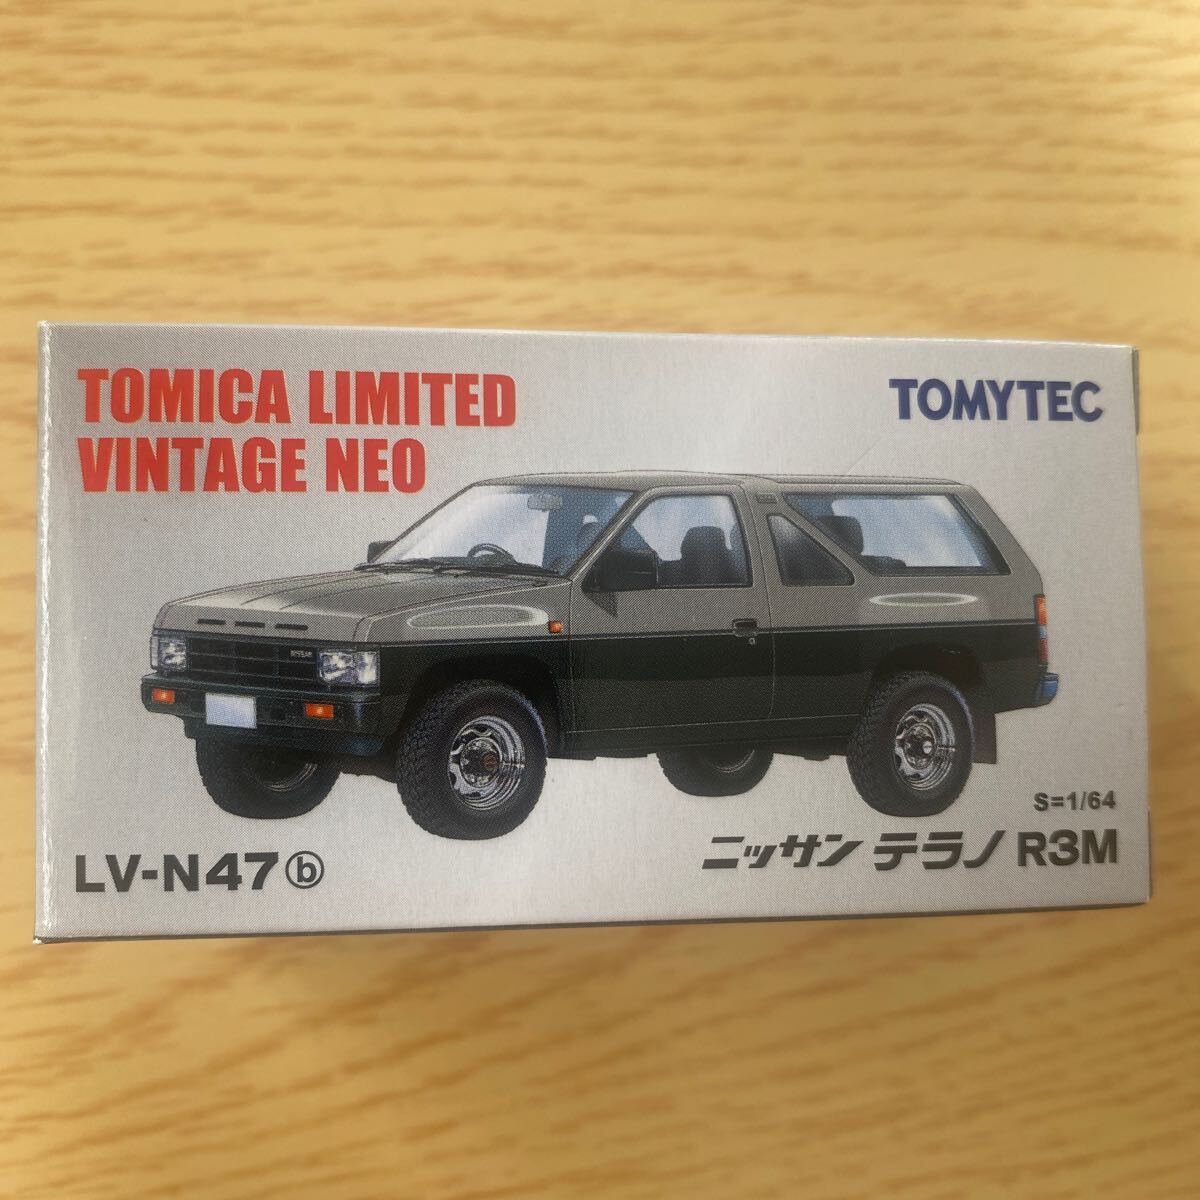 TOMICA LIMITED
VINTAGE NEO
TOMYTEC
S=1/64
LV-N47ⓑ
ニッサン テラノ R3M